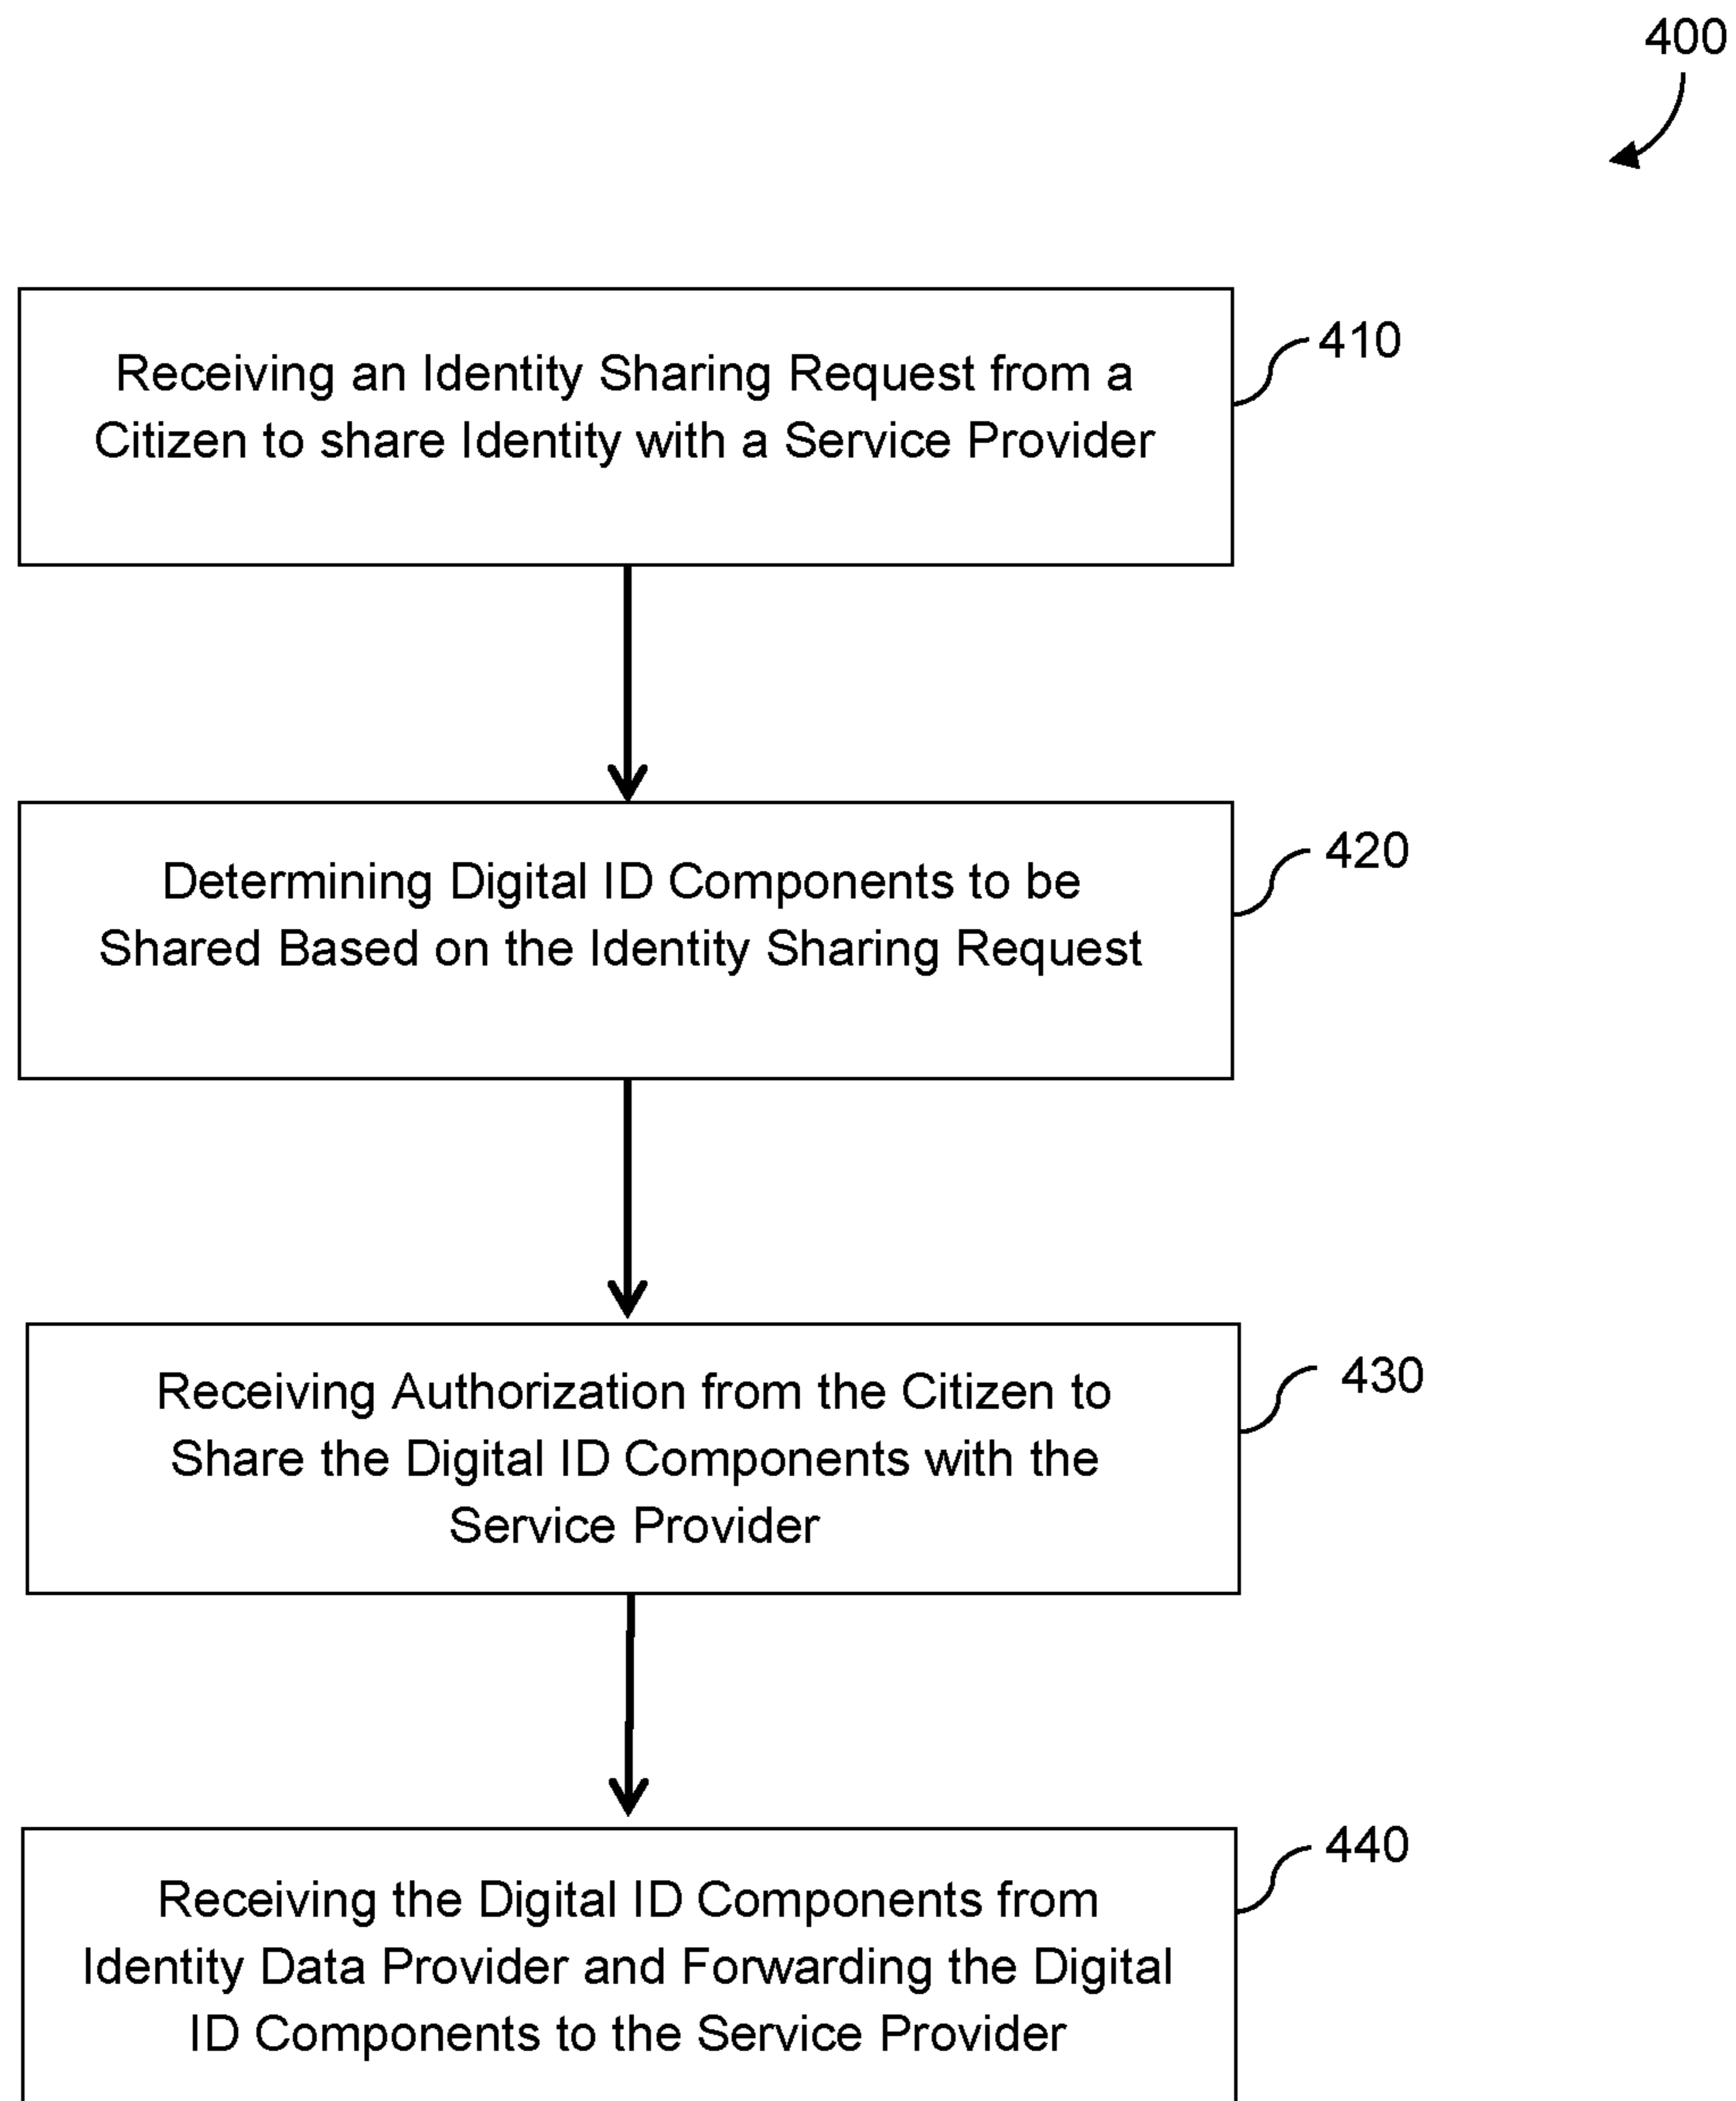 400
Receiving an Identity Sharing Request from a
Citizen to share Identity with a Service Provider
410
Determining Digital ID Components to be
Shared Based on the Identity Sharing Request
420
Receiving Authorization from the Citizen to
Share the Digital ID Components with the
Service Provider
430
Receiving the Digital ID Components from
Identity Data Provider and Forwarding the Digital
ID Components to the Service Provider
440